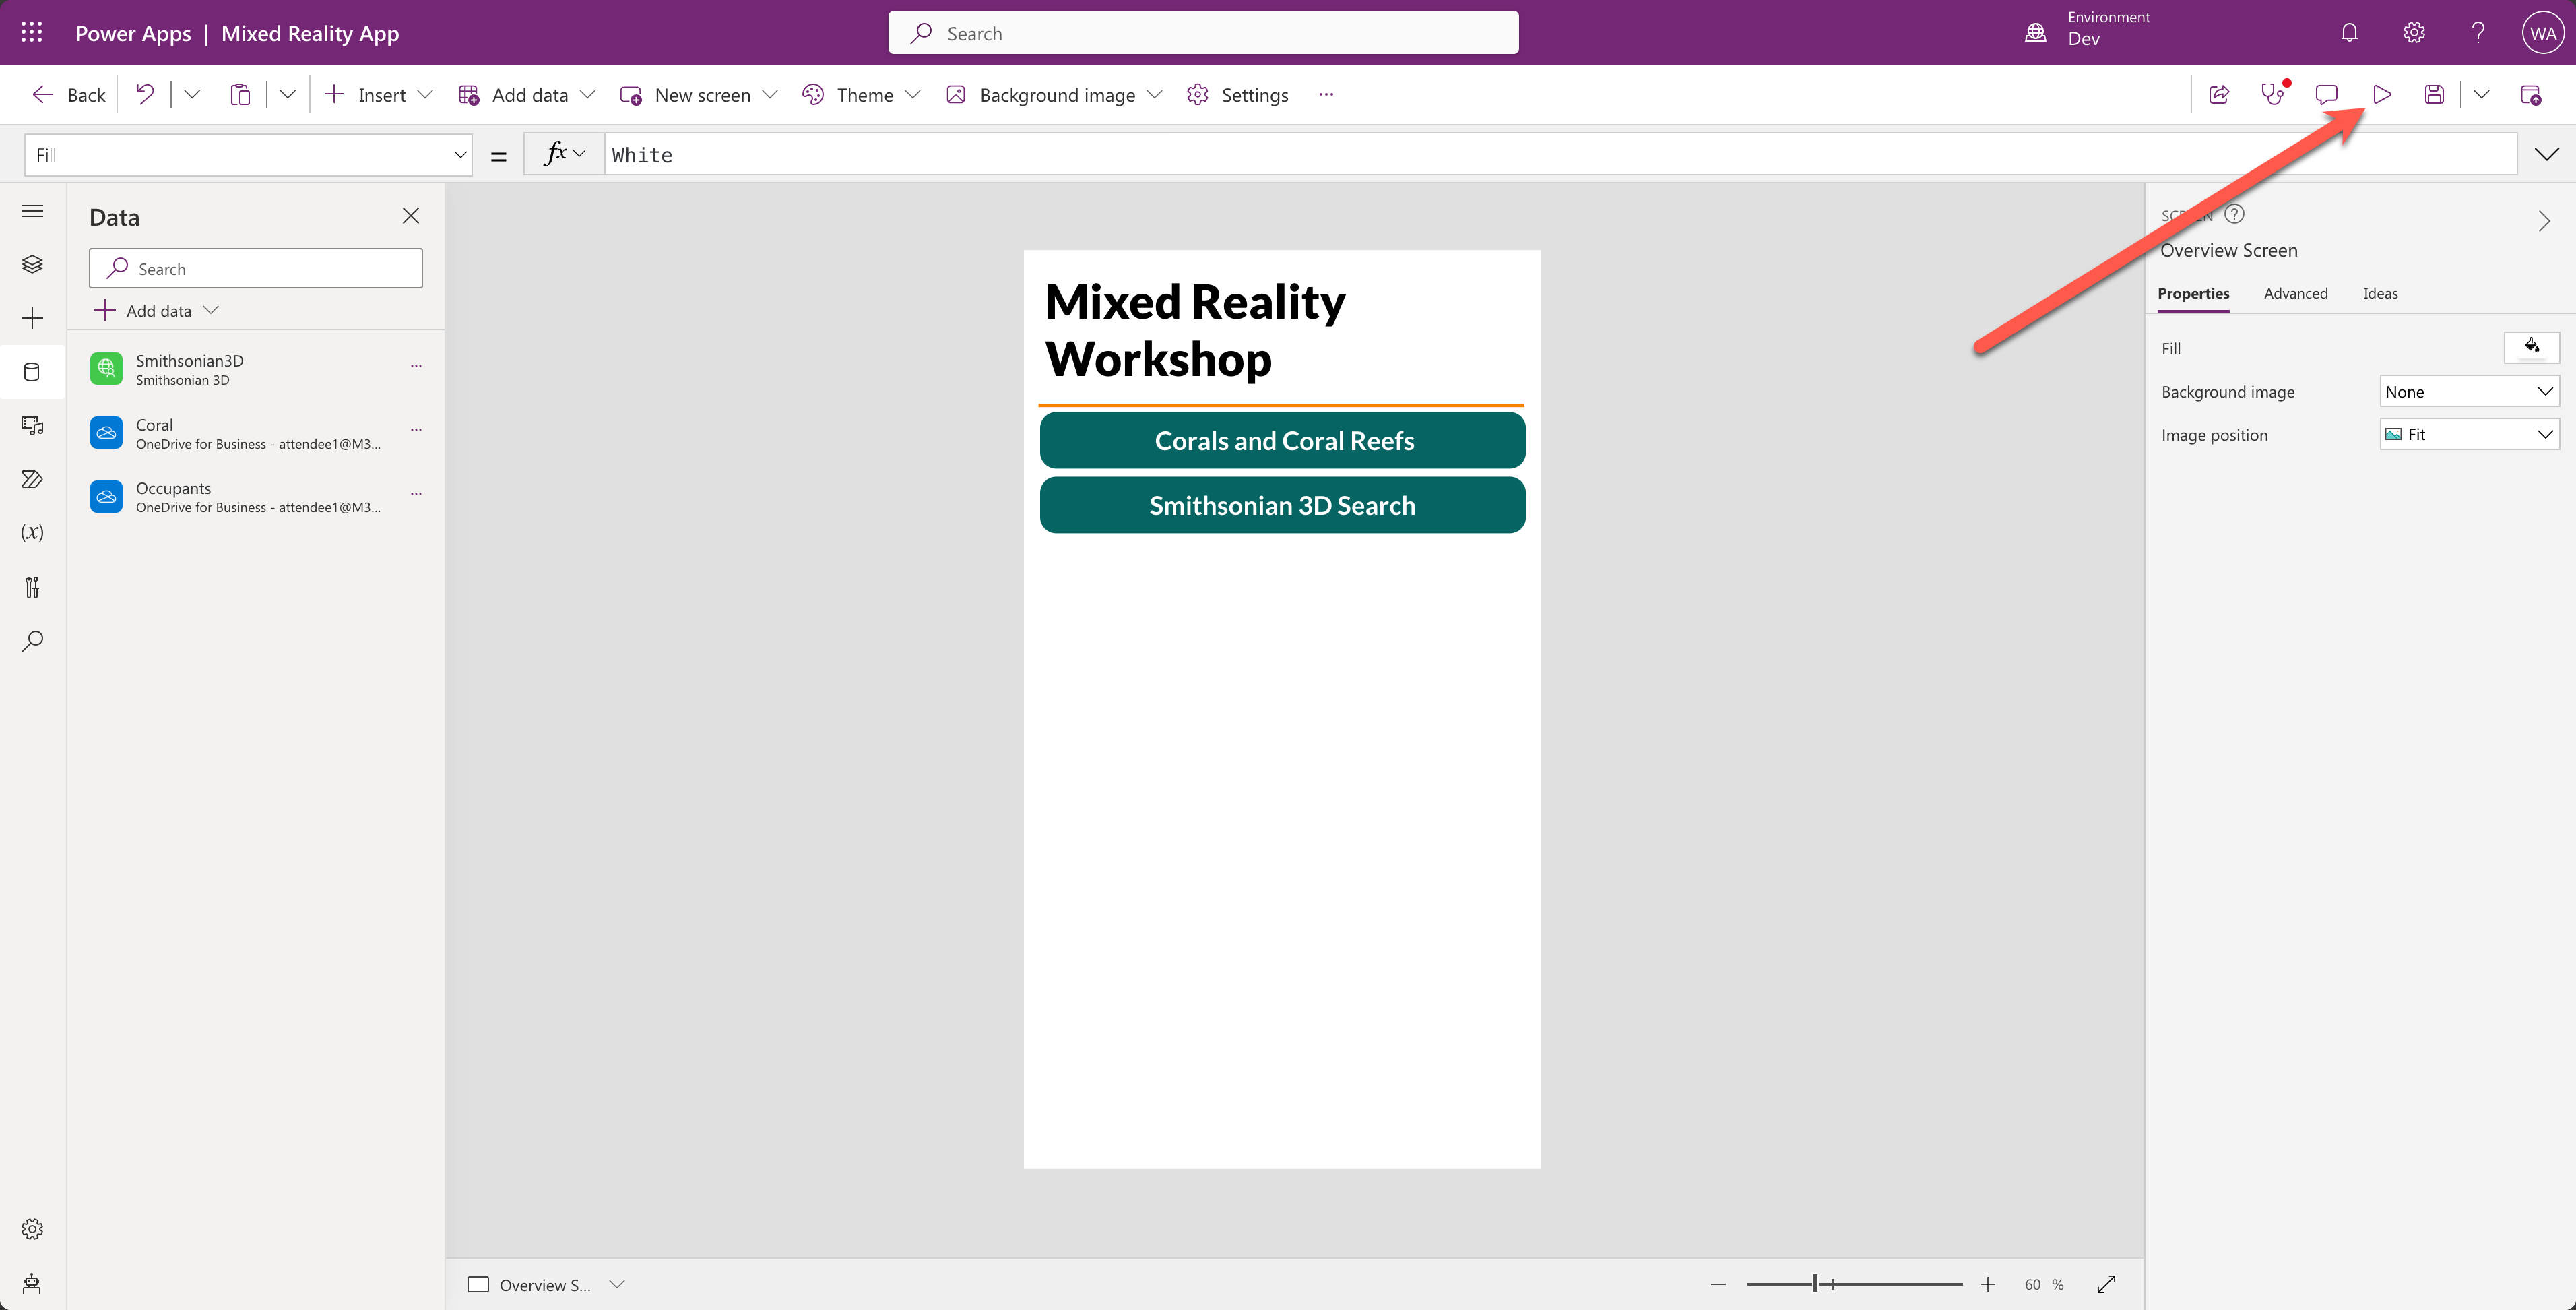 Power Apps | Mixed Reality App
Search
Environment
Dev
WA
Back
Insert
Add data
New screen
Theme
Background image
Settings
Fill
=
fx
White
Data
Search
Add data
Smithsonian3D
Smithsonian 3D
Coral
OneDrive for Business - attendee1@M3...
Occupants
OneDrive for Business - attendee1@M3...
(x)
Mixed Reality
Workshop
Corals and Coral Reefs
Smithsonian 3D Search
Overview Screen
Properties
Advanced
Ideas
Fill
Background image
None
Image position
Fit
Overview S...
60 %